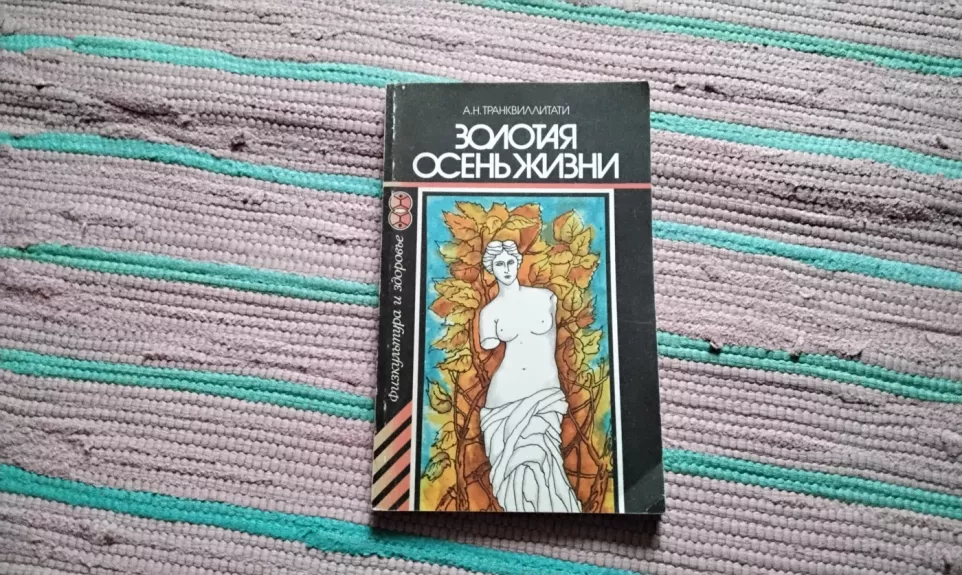 А.Н.ТРАНКВИЛЛИТАТИ
ЗОЛОТАЯ
ОСЕНЬ ЖИЗНИ
Физкультура и здоровье